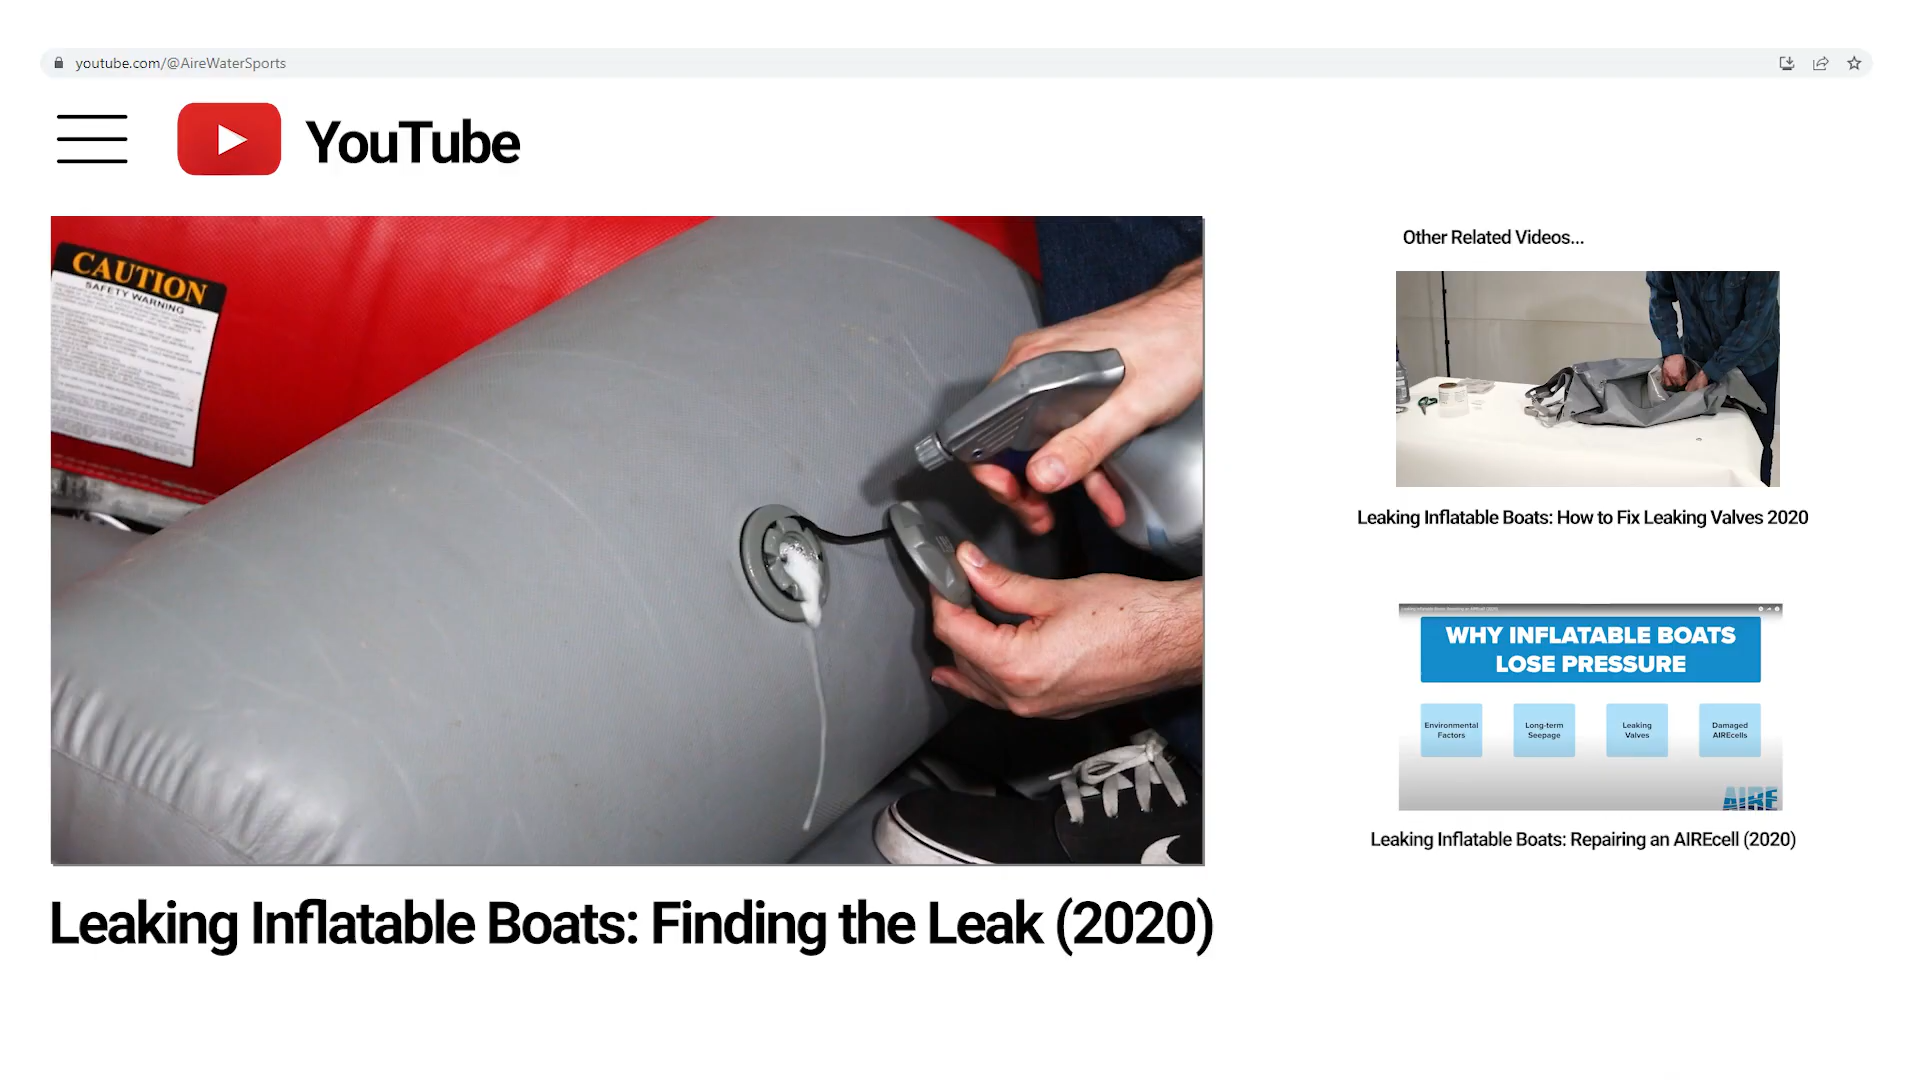 youtube.com/@AireWaterSports
YouTube
CAUTION
SAFETY WARNING
Other Related Videos...
Leaking Inflatable Boats: How to Fix Leaking Valves 2020
WHY INFLATABLE BOATS
LOSE PRESSURE
Environmental
Factors
Long-term
Seepage
Leaking
Valves
Damaged
AIREcells
AIRE
Leaking Inflatable Boats: Repairing an AIREcell (2020)
Leaking Inflatable Boats: Finding the Leak (2020)